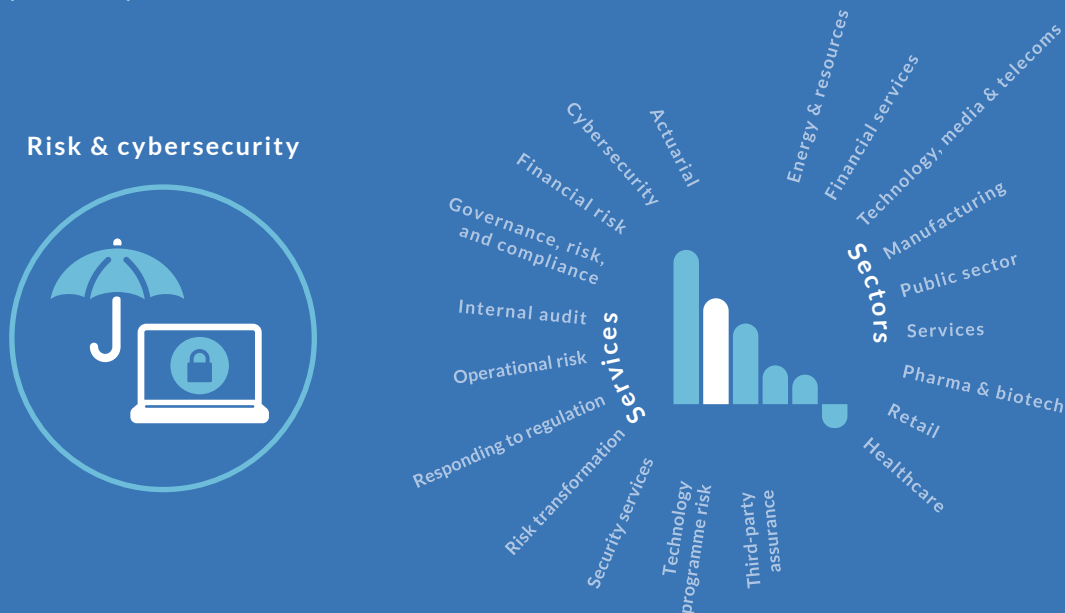 Risk & cybersecurity
Services
Actuarial
Cybersecurity
Financial risk
Governance, risk,
and compliance
Internal audit
Operational risk
Responding to regulation
Risk transformation
Security services
Technology
programme risk
Third-party
assurance
Sectors
Energy & resources
Financial services
Technology, media & telecoms
Manufacturing
Public sector
Services
Pharma & biotech
Retail
Healthcare